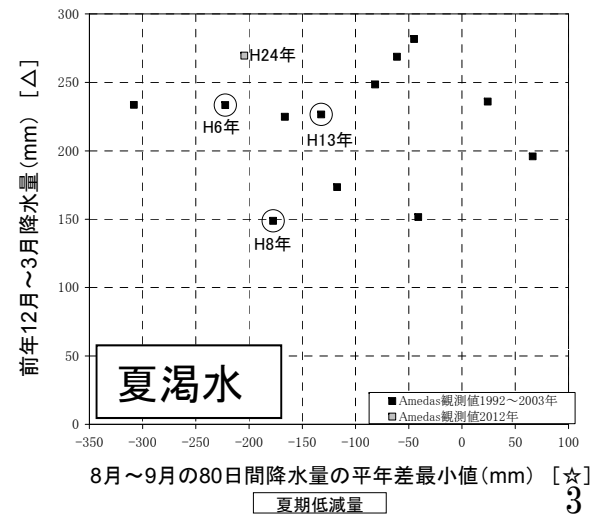 前年12月~3月降水量(mm) [△]
300
250
200
150
100
50
0
H24年
H6年
H13年
H8年
夏渇水
■ Amedas観測値1992~2003年
Amedas観測値2012年
-350 -300 -250 -200 -150 -100 -50 0 50 100
8月~9月の80日間降水量の平年差最小値(mm) [☆]
夏期低減量
3